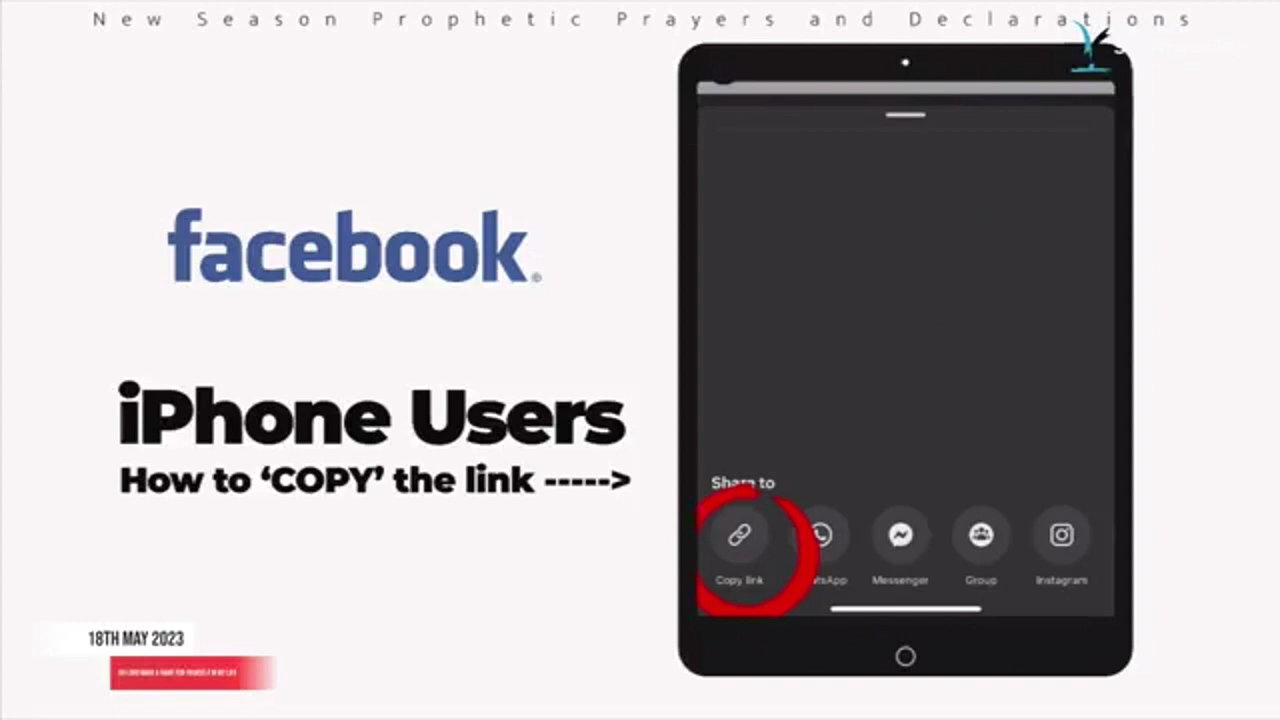 New Season Prophetic Prayers and Declarations
facebook®
iPhone Users
How to ‘COPY’ the link ----->
Share to
Copy link
tsApp
Messenger
Group
Instagram
18TH MAY 2023